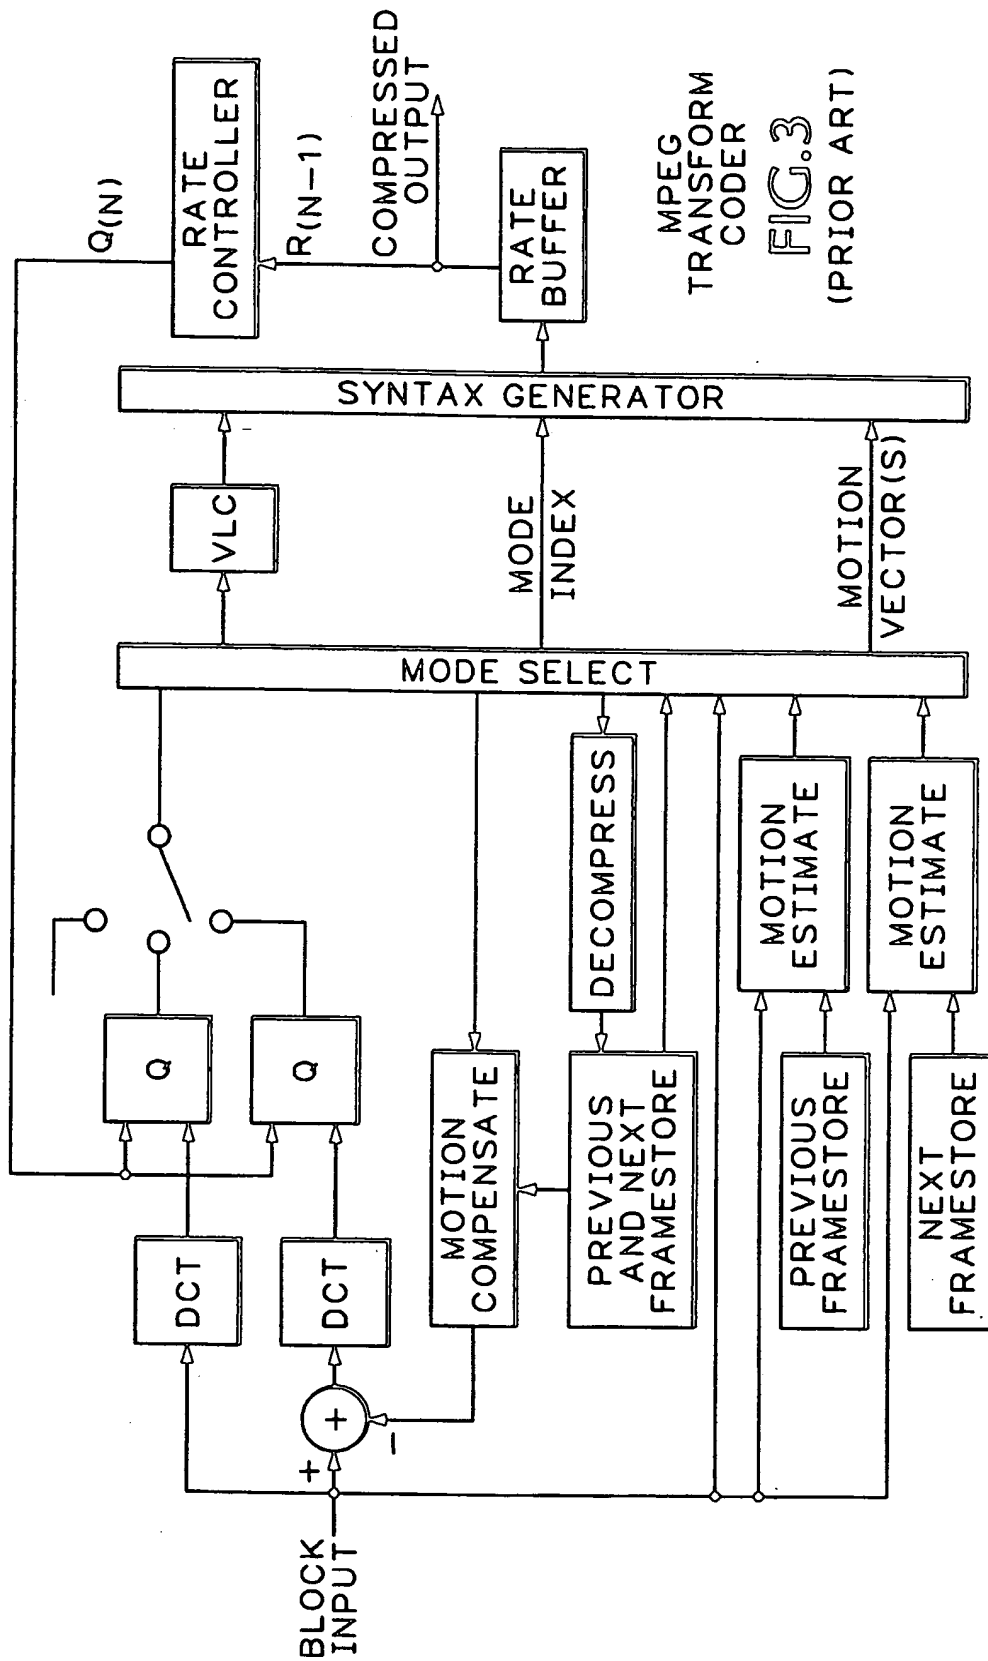 Q(N)
RATE
CONTROLLER
R(N-1)
COMPRESSED
OUTPUT
RATE
BUFFER
SYNTAX GENERATOR
VLC
MODE
INDEX
MOTION
VECTOR(S)
MODE SELECT
Q
Q
DCT
DCT
+
+
-
BLOCK
INPUT
MOTION
COMPENSATE
DECOMPRESS
PREVIOUS
AND NEXT
FRAMESTORE
MOTION
ESTIMATE
MOTION
ESTIMATE
PREVIOUS
FRAMESTORE
NEXT
FRAMESTORE
MPEG
TRANSFORM
CODER
FIG.3
(PRIOR ART)